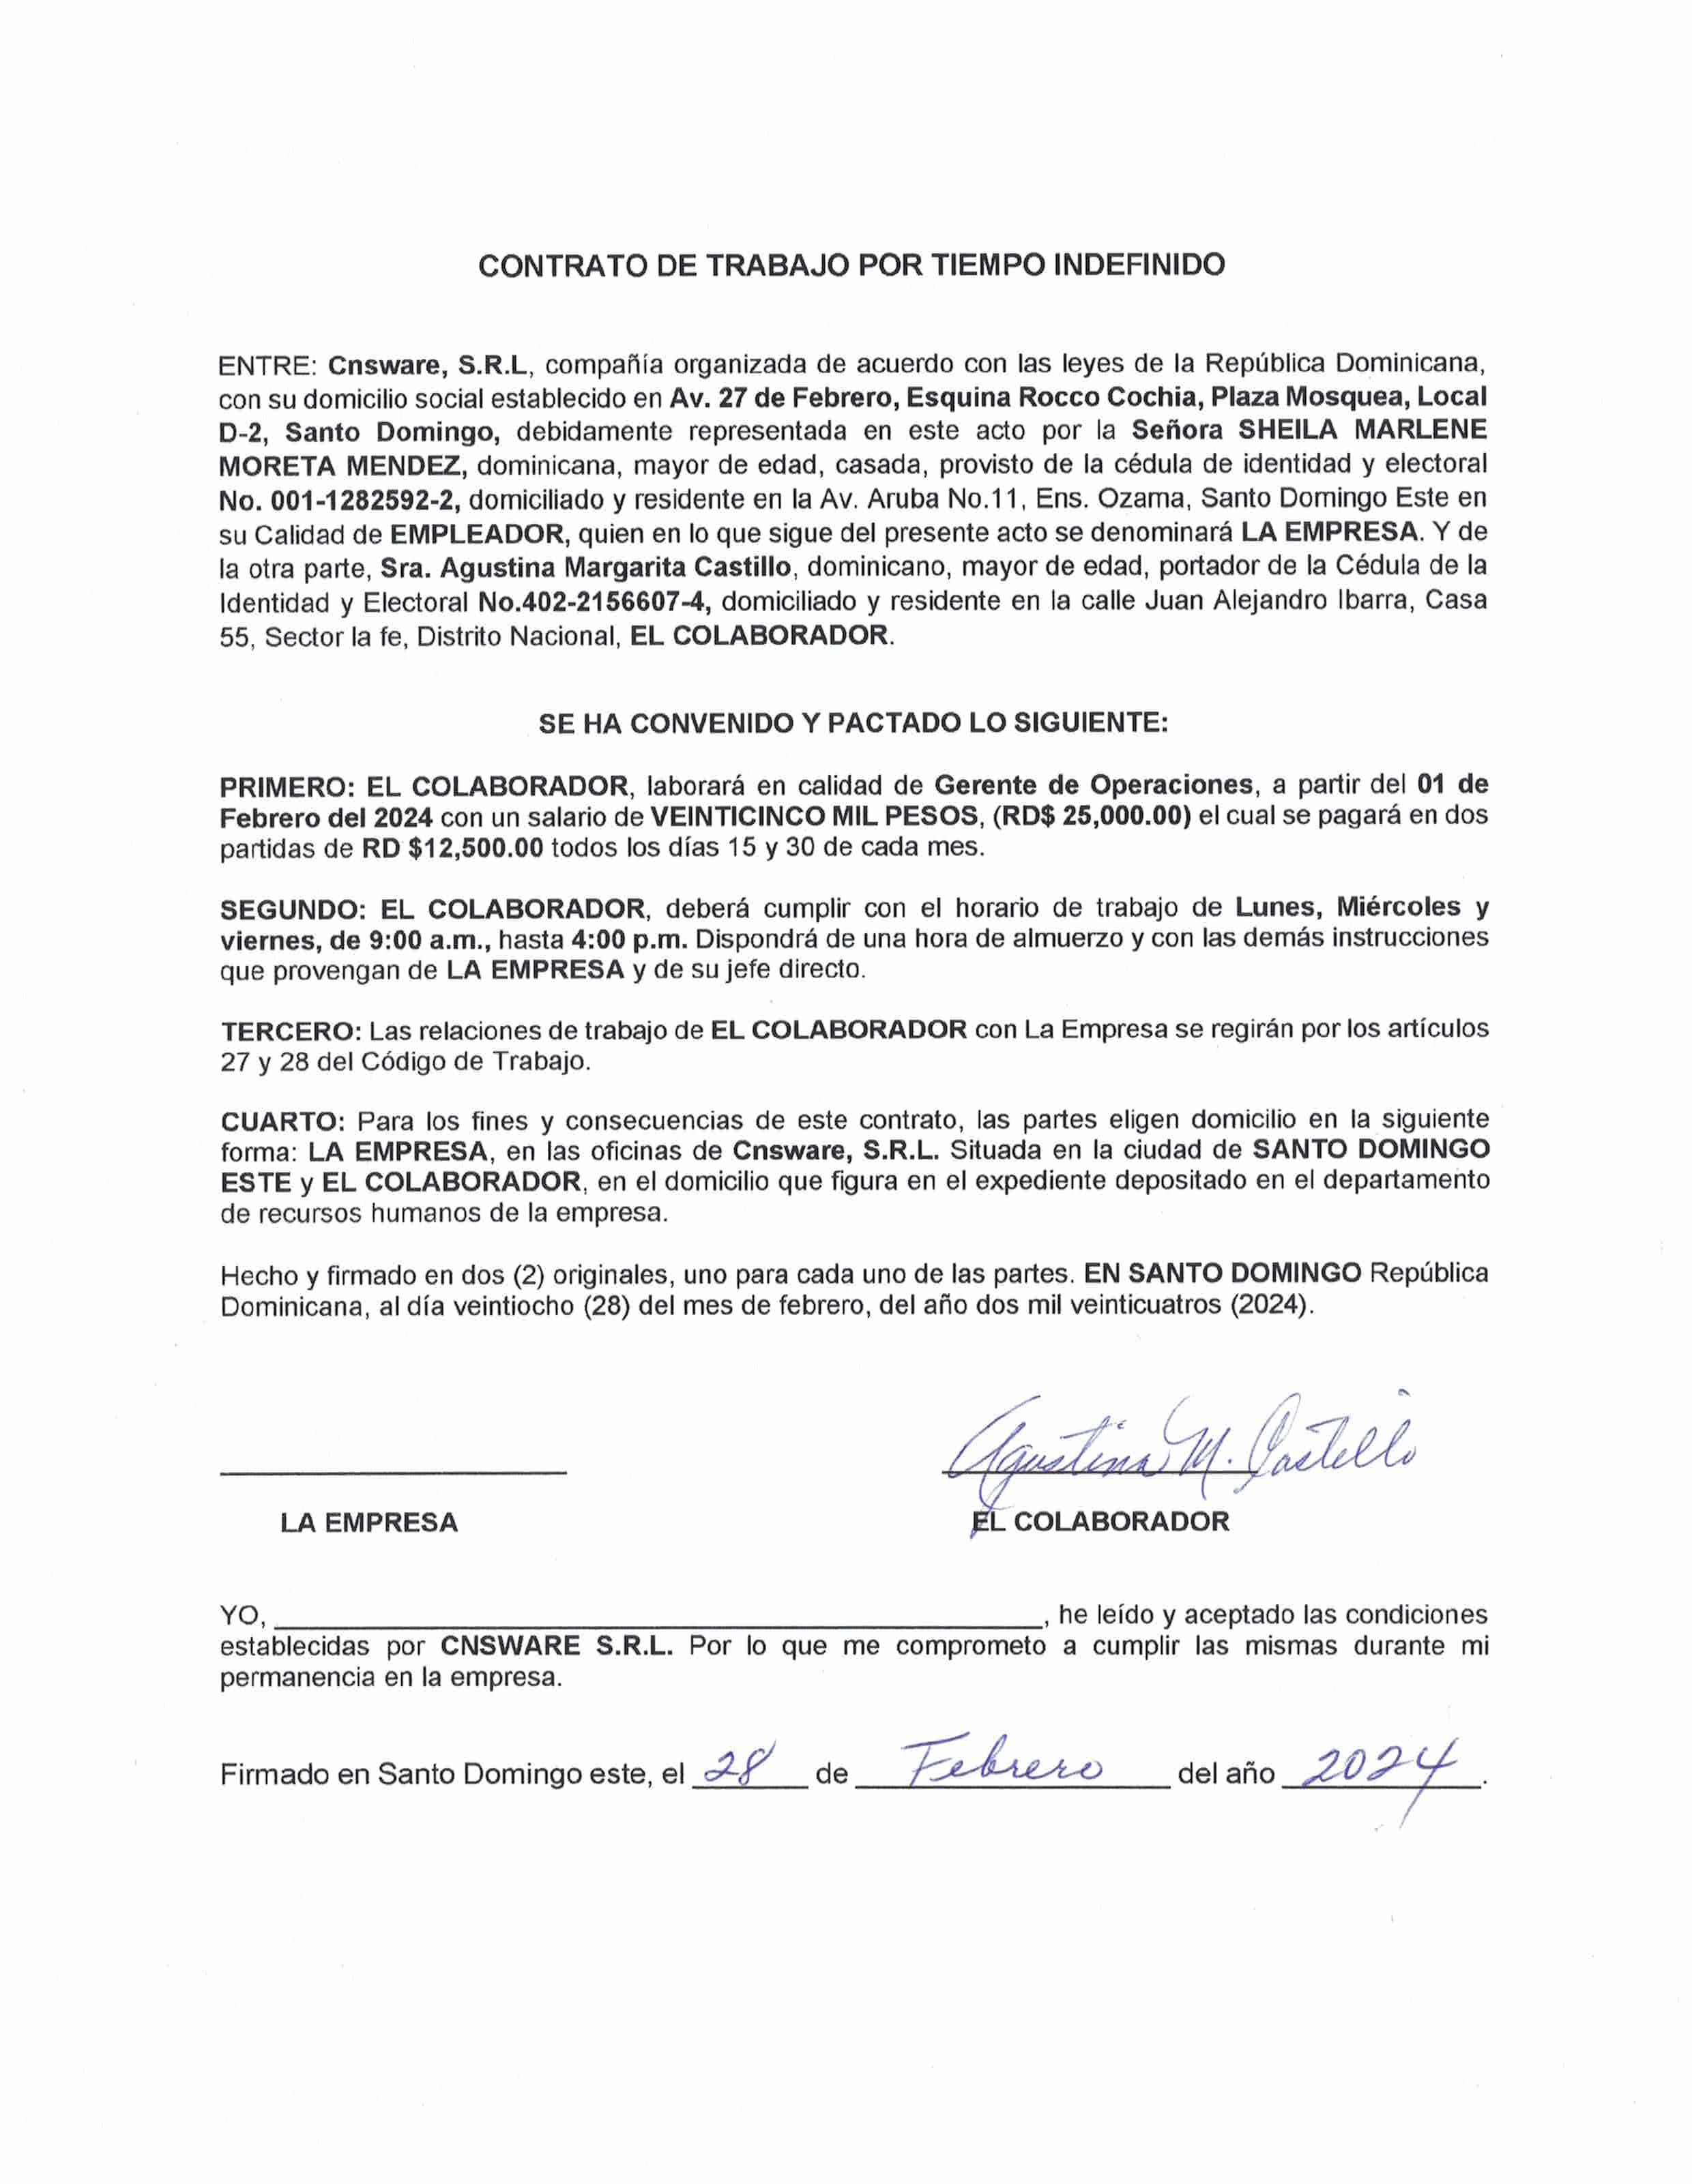 CONTRATO DE TRABAJO POR TIEMPO INDEFINIDO
ENTRE: Cnsware, S.R.L, compañía organizada de acuerdo con las leyes de la República Dominicana,
con su domicilio social establecido en Av. 27 de Febrero, Esquina Rocco Cochia, Plaza Mosquea, Local
D-2, Santo Domingo, debidamente representada en este acto por la Señora SHEILA MARLENE
MORETA MENDEZ, dominicana, mayor de edad, casada, provisto de la cédula de identidad y electoral
No. 001-1282592-2, domiciliado y residente en la Av. Aruba No.11, Ens. Ozama, Santo Domingo Este en
su Calidad de EMPLEADOR, quien en lo que sigue del presente acto se denominará LA EMPRESA. Y de
la otra parte, Sra. Agustina Margarita Castillo, dominicano, mayor de edad, portador de la Cédula de la
Identidad y Electoral No.402-2156607-4, domiciliado y residente en la calle Juan Alejandro Ibarra, Casa
55, Sector la fe, Distrito Nacional, EL COLABORADOR.
SE HA CONVENIDO Y PACTADO LO SIGUIENTE:
PRIMERO: EL COLABORADOR, laborará en calidad de Gerente de Operaciones, a partir del 01 de
Febrero del 2024 con un salario de VEINTICINCO MIL PESOS, (RD$ 25,000.00) el cual se pagará en dos
partidas de RD $12,500.00 todos los días 15 y 30 de cada mes.
SEGUNDO: EL COLABORADOR, deberá cumplir con el horario de trabajo de Lunes, Miércoles y
viernes, de 9:00 a.m., hasta 4:00 p.m. Dispondrá de una hora de almuerzo y con las demás instrucciones
que provengan de LA EMPRESA y de su jefe directo.
TERCERO: Las relaciones de trabajo de EL COLABORADOR con La Empresa se regirán por los artículos
27 y 28 del Código de Trabajo.
CUARTO: Para los fines y consecuencias de este contrato, las partes eligen domicilio en la siguiente
forma: LA EMPRESA, en las oficinas de Cnsware, S.R.L. Situada en la ciudad de SANTO DOMINGO
ESTE y EL COLABORADOR, en el domicilio que figura en el expediente depositado en el departamento
de recursos humanos de la empresa.
Hecho y firmado en dos (2) originales, uno para cada uno de las partes. EN SANTO DOMINGO República
Dominicana, al día veintiocho (28) del mes de febrero, del año dos mil veinticuatros (2024).
Agustina M. Castillo
LA EMPRESA EL COLABORADOR
YO, , he leído y aceptado las condiciones
establecidas por CNSWARE S.R.L. Por lo que me comprometo a cumplir las mismas durante mi
permanencia en la empresa.
Firmado en Santo Domingo este, el 28 de Febrero del año 2024.